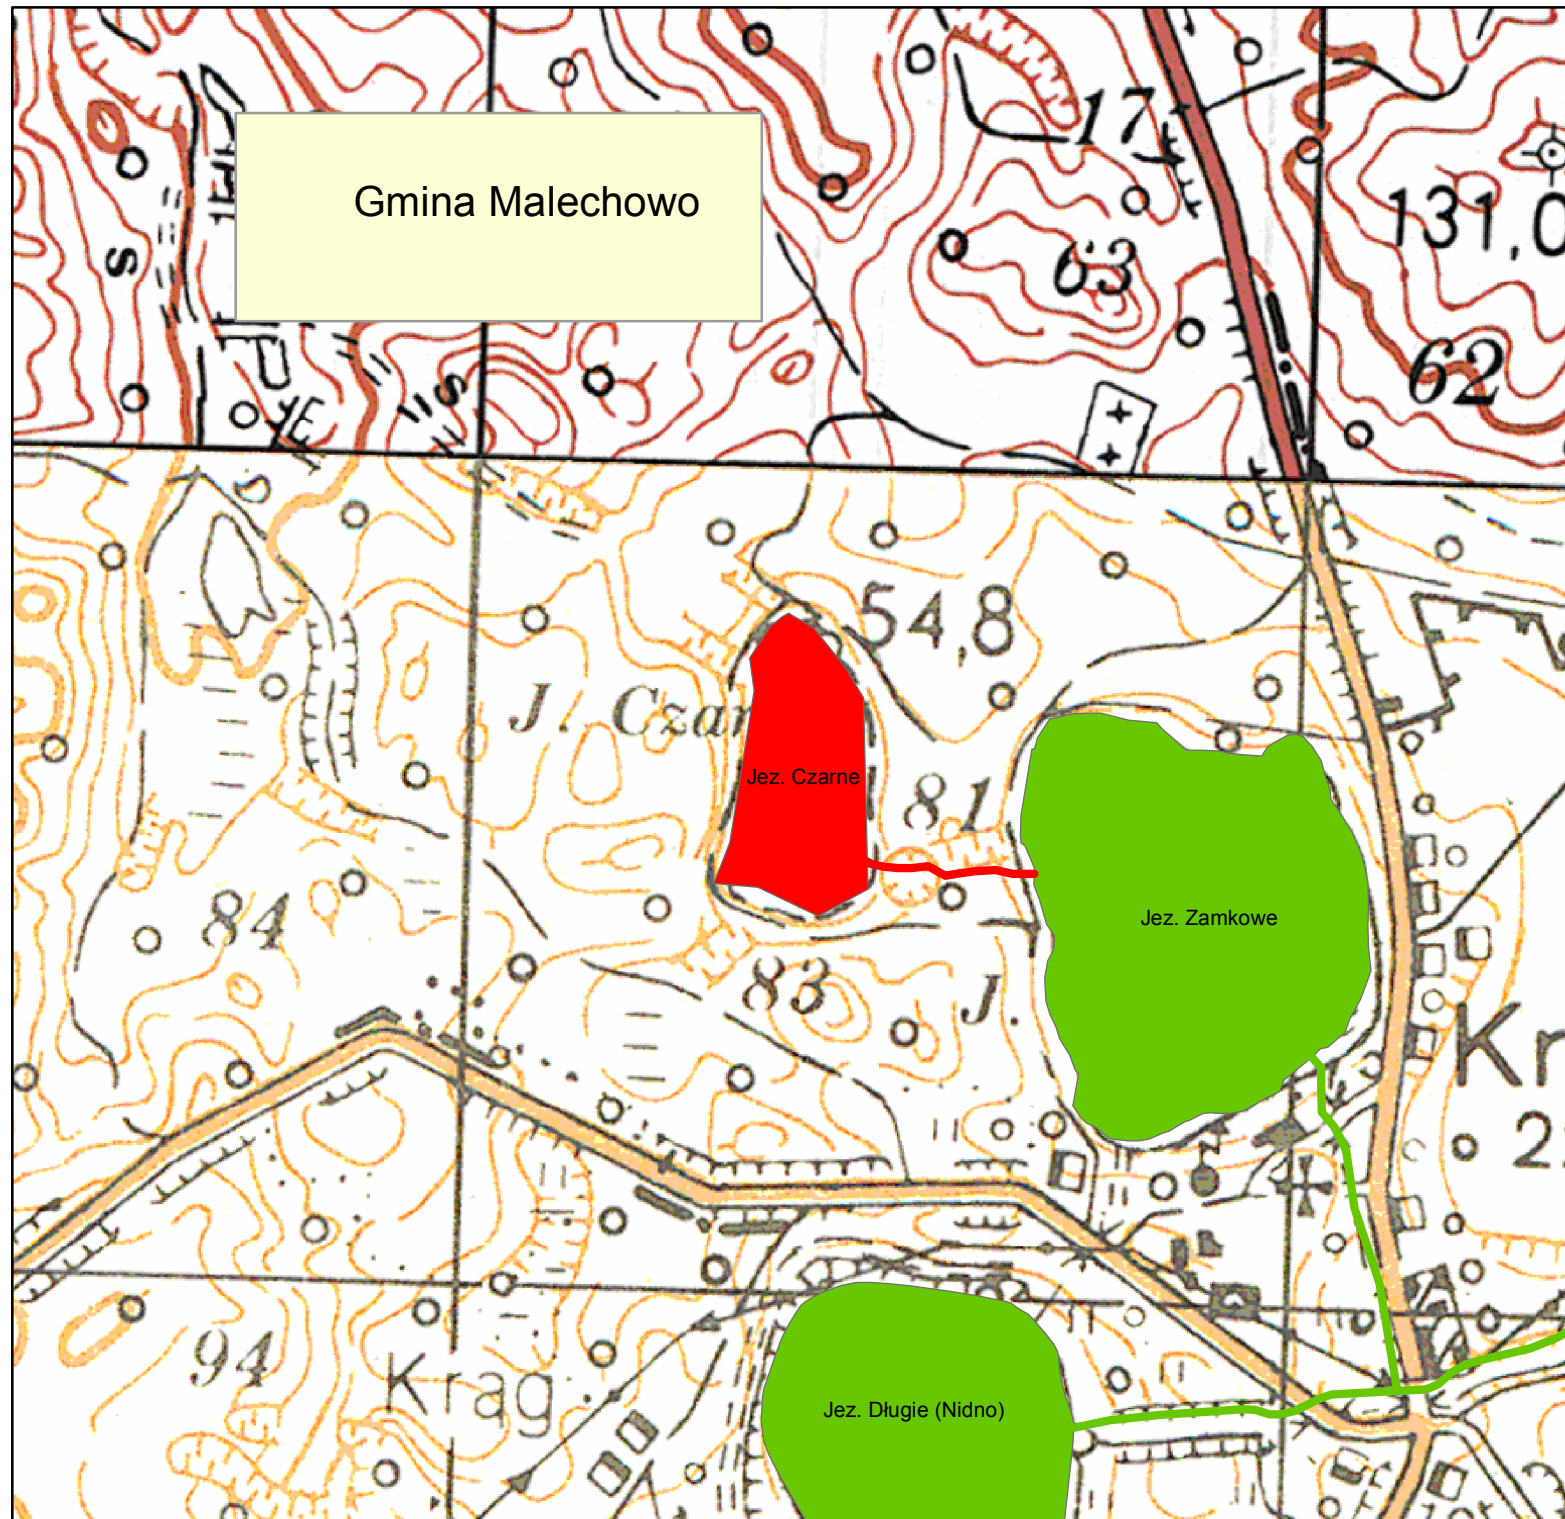 17
Gmina Malechowo
131,0
S
63
62
S
54,8
J. Czar
Jez. Czarne
81
84
Jez. Zamkowe
83
J.
Kr
2
94
Krąg
Jez. Długie (Nidno)